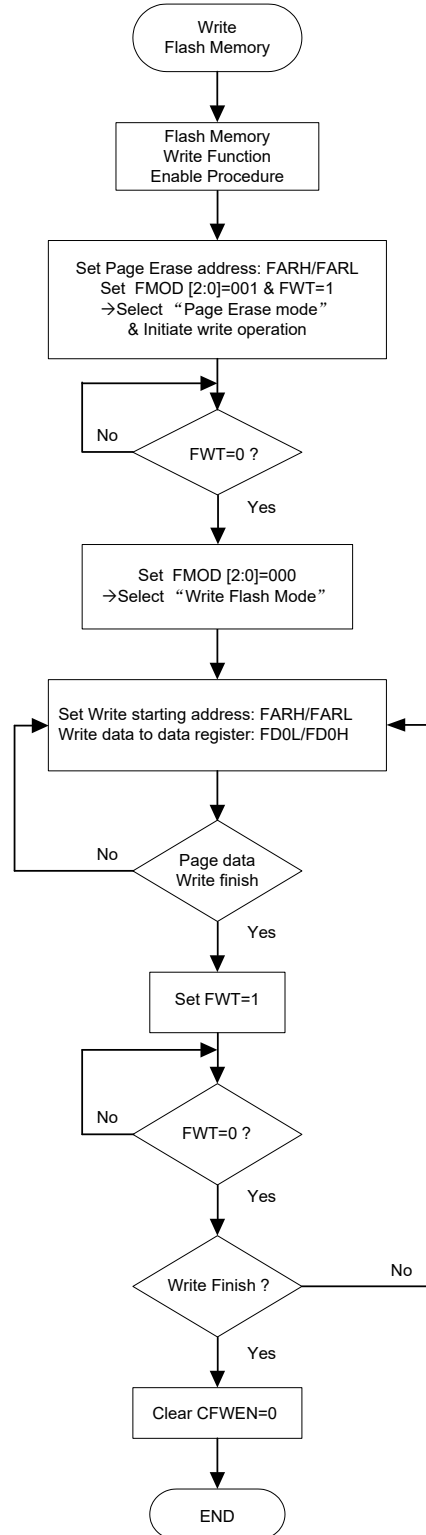 Write
Flash Memory
Flash Memory
Write Function
Enable Procedure
Set Page Erase address: FARH/FARL
Set FMOD [2:0]=001 & FWT=1
→Select “Page Erase mode”
& Initiate write operation
No
FWT=0 ?
Yes
Set FMOD [2:0]=000
→Select “Write Flash Mode”
Set Write starting address: FARH/FARL
Write data to data register: FD0L/FD0H
No
Page data
Write finish
Yes
Set FWT=1
No
FWT=0 ?
Yes
Write Finish ?
No
Yes
Clear CFWEN=0
END